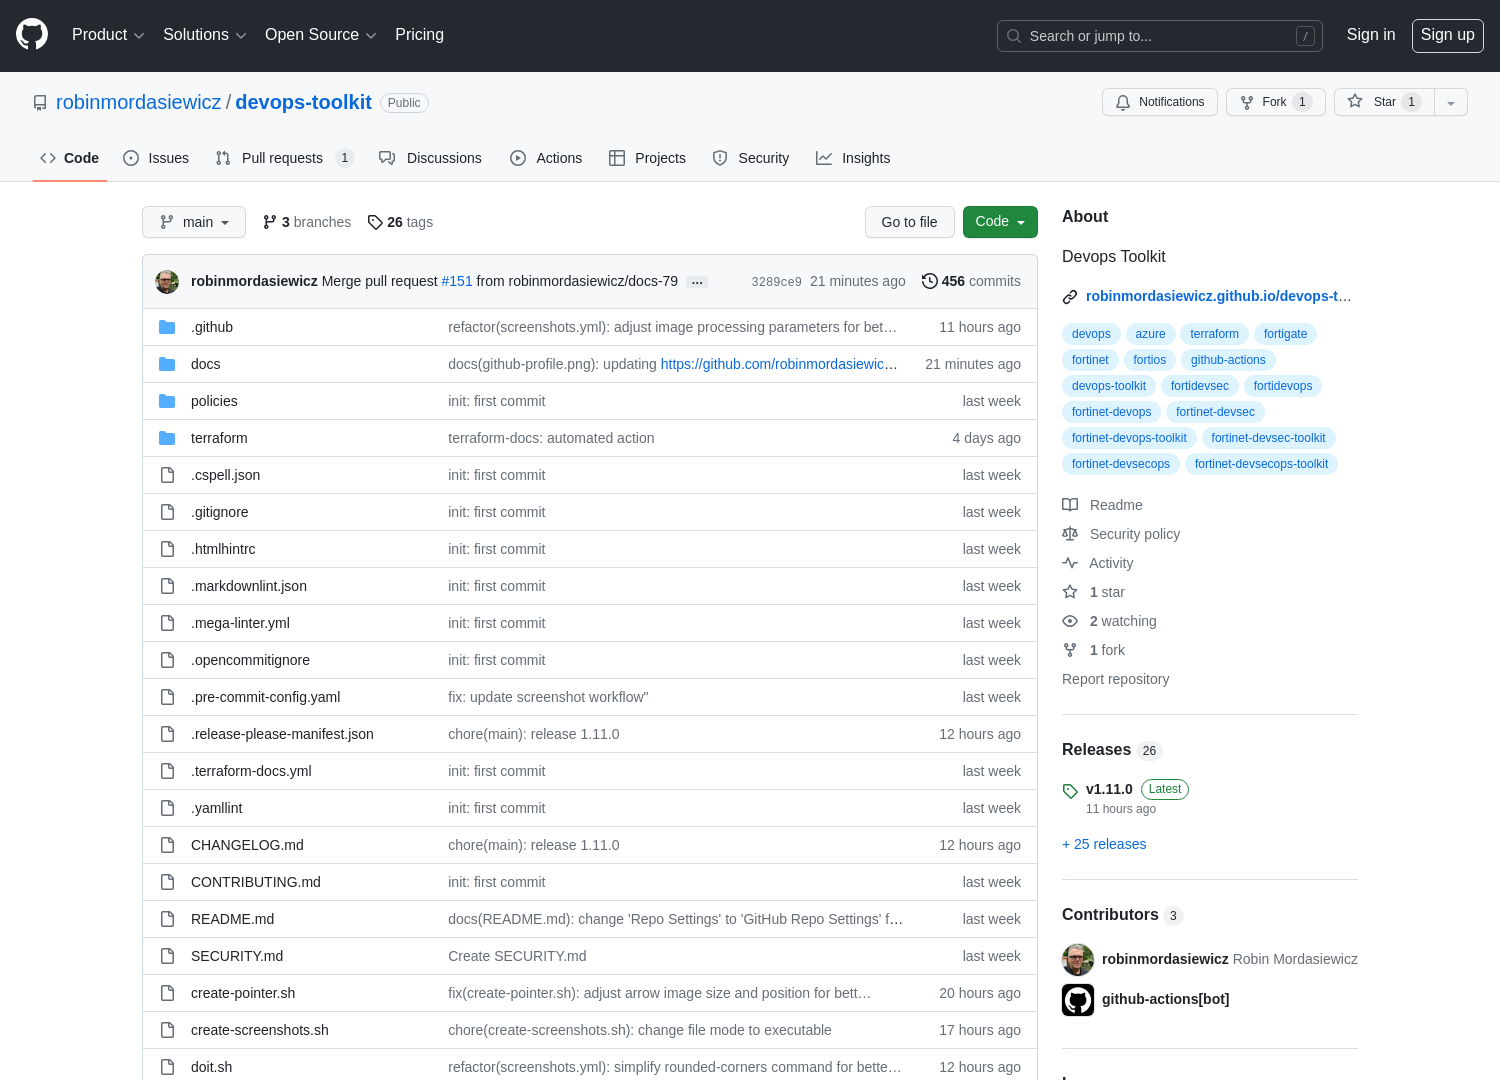 Product Solutions Open Source Pricing Search or jump to... / Sign in Sign up
robinmordasiewicz / devops-toolkit Public Notifications Fork 1 Star 1
Code Issues Pull requests 1 Discussions Actions Projects Security Insights
main 3 branches 26 tags Go to file Code
robinmordasiewicz Merge pull request #151 from robinmordasiewicz/docs-79 ... 3289ce9 21 minutes ago 456 commits
.github refactor(screenshots.yml): adjust image processing parameters for bet… 11 hours ago
docs docs(github-profile.png): updating https://github.com/robinmordasiewic… 21 minutes ago
policies init: first commit last week
terraform terraform-docs: automated action 4 days ago
.cspell.json init: first commit last week
.gitignore init: first commit last week
.htmlhintrc init: first commit last week
.markdownlint.json init: first commit last week
.mega-linter.yml init: first commit last week
.opencommitignore init: first commit last week
.pre-commit-config.yaml fix: update screenshot workflow" last week
.release-please-manifest.json chore(main): release 1.11.0 12 hours ago
.terraform-docs.yml init: first commit last week
.yamllint init: first commit last week
CHANGELOG.md chore(main): release 1.11.0 12 hours ago
CONTRIBUTING.md init: first commit last week
README.md docs(README.md): change 'Repo Settings' to 'GitHub Repo Settings' f… last week
SECURITY.md Create SECURITY.md last week
create-pointer.sh fix(create-pointer.sh): adjust arrow image size and position for bett… 20 hours ago
create-screenshots.sh chore(create-screenshots.sh): change file mode to executable 17 hours ago
doit.sh refactor(screenshots.yml): simplify rounded-corners command for bette… 12 hours ago
About
Devops Toolkit
robinmordasiewicz.github.io/devops-t…
devops azure terraform fortigate
fortinet fortios github-actions
devops-toolkit fortidevsec fortidevops
fortinet-devops fortinet-devsec
fortinet-devops-toolkit fortinet-devsec-toolkit
fortinet-devsecops fortinet-devsecops-toolkit
Readme
Security policy
Activity
1 star
2 watching
1 fork
Report repository
Releases 26
v1.11.0 Latest
11 hours ago
+ 25 releases
Contributors 3
robinmordasiewicz Robin Mordasiewicz
github-actions[bot]